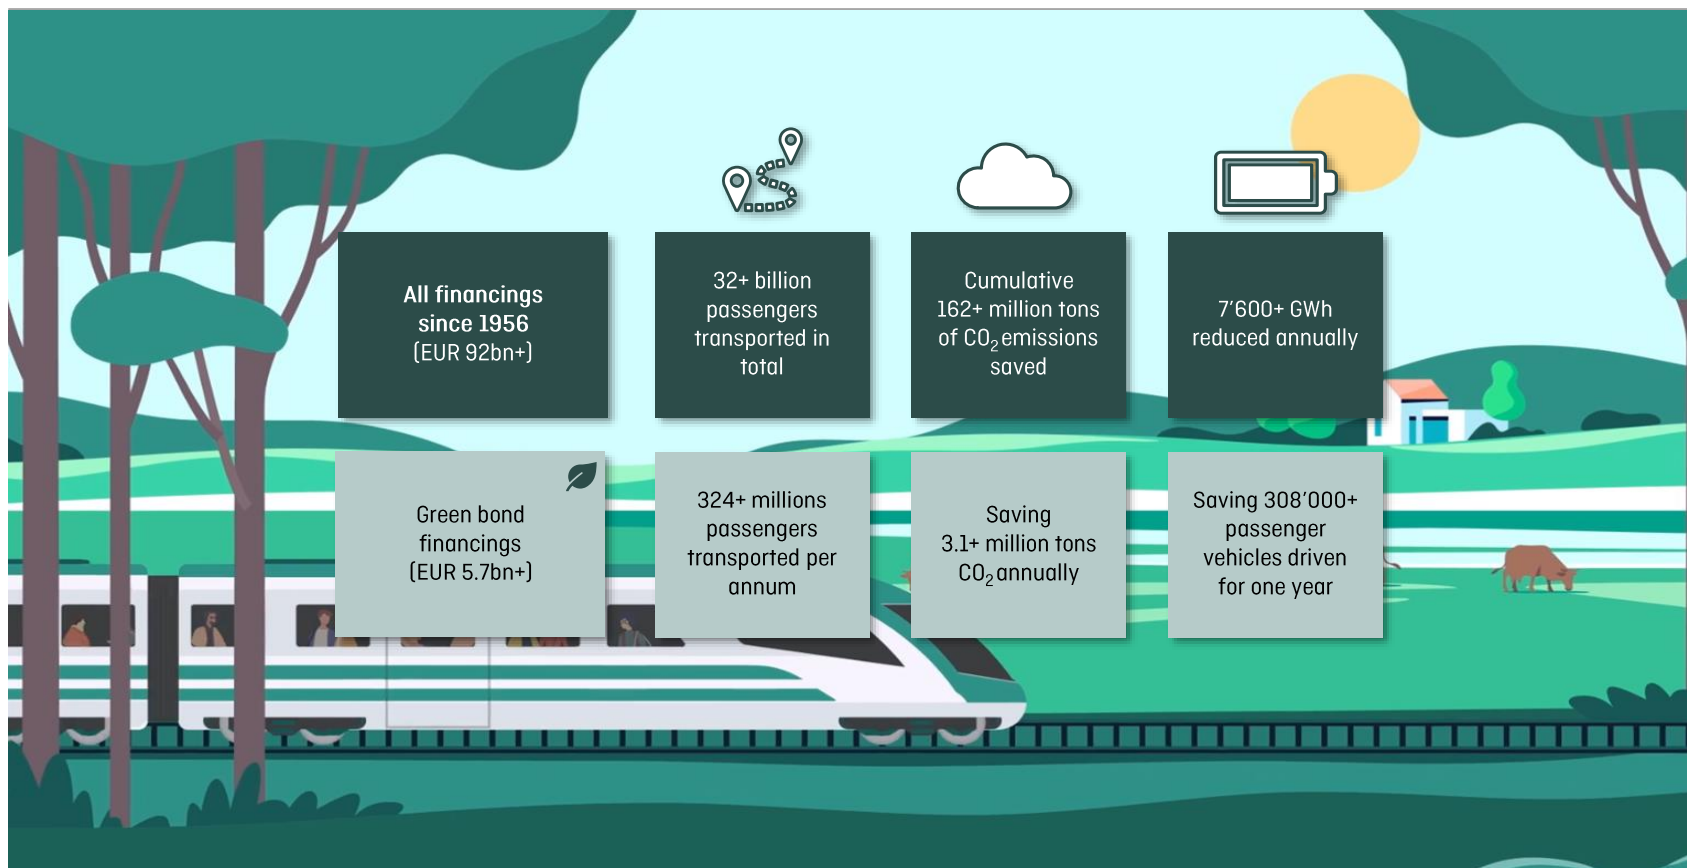 All financings
since 1956
(EUR 92bn+)
32+ billion
passengers
transported in
total
Cumulative
162+ million tons
of CO₂ emissions
saved
7’600+ GWh
reduced annually
Green bond
financings
(EUR 5.7bn+)
324+ millions
passengers
transported per
annum
Saving
3.1+ million tons
CO₂ annually
Saving 308’000+
passenger
vehicles driven
for one year